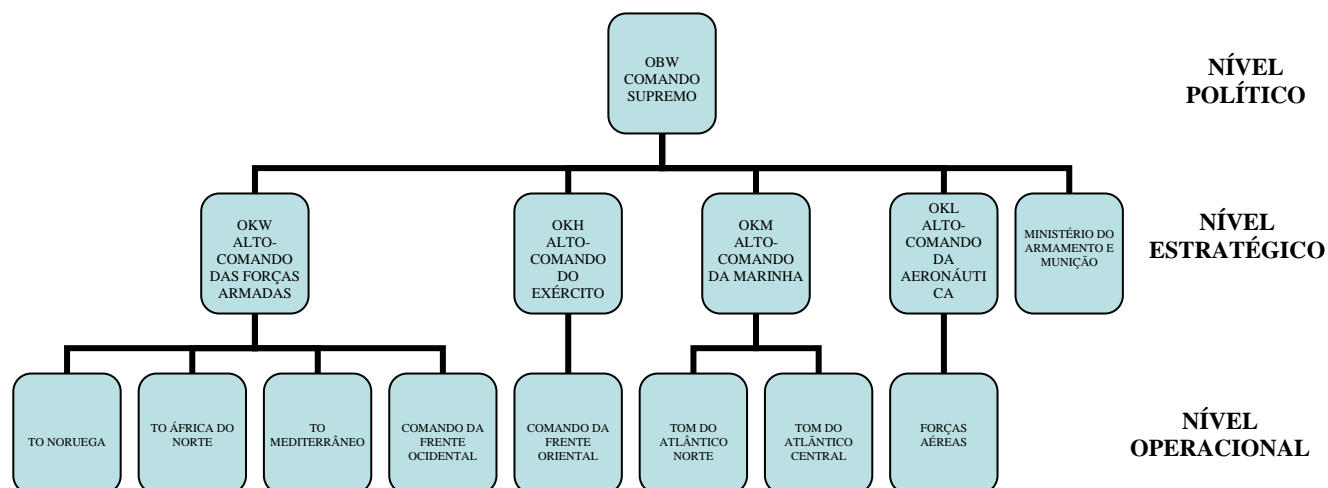 OBW
COMANDO
SUPREMO
NÍVEL
POLÍTICO
OKW
ALTO-
COMANDO
DAS FORÇAS
ARMADAS
OKH
ALTO-
COMANDO
DO
EXÉRCITO
OKM
ALTO-
COMANDO
DA MARINHA
OKL
ALTO-
COMANDO
DA
AERONÁUTI
CA
MINISTÉRIO DO
ARMAMENTO E
MUNIÇÃO
NÍVEL
ESTRATÉGICO
TO NORUEGA
TO ÁFRICA DO
NORTE
TO
MEDITERRÂNEO
COMANDO DA
FRENTE
OCIDENTAL
COMANDO DA
FRENTE
ORIENTAL
TOM DO
ATLÂNTICO
NORTE
TOM DO
ATLÂNTICO
CENTRAL
FORÇAS
AÉREAS
NÍVEL
OPERACIONAL